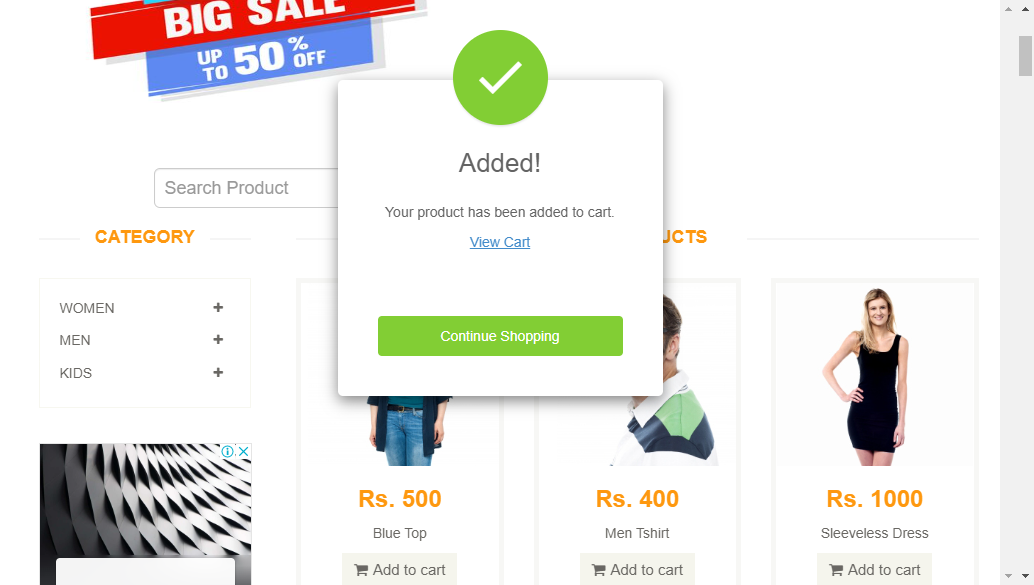 BIG SALE
UP TO 50% OFF
Added!
Search Product
Your product has been added to cart.
View Cart
CATEGORY
UCTS
WOMEN
MEN
KIDS
Continue Shopping
Rs. 500
Rs. 400
Rs. 1000
Blue Top
Men Tshirt
Sleeveless Dress
Add to cart
Add to cart
Add to cart